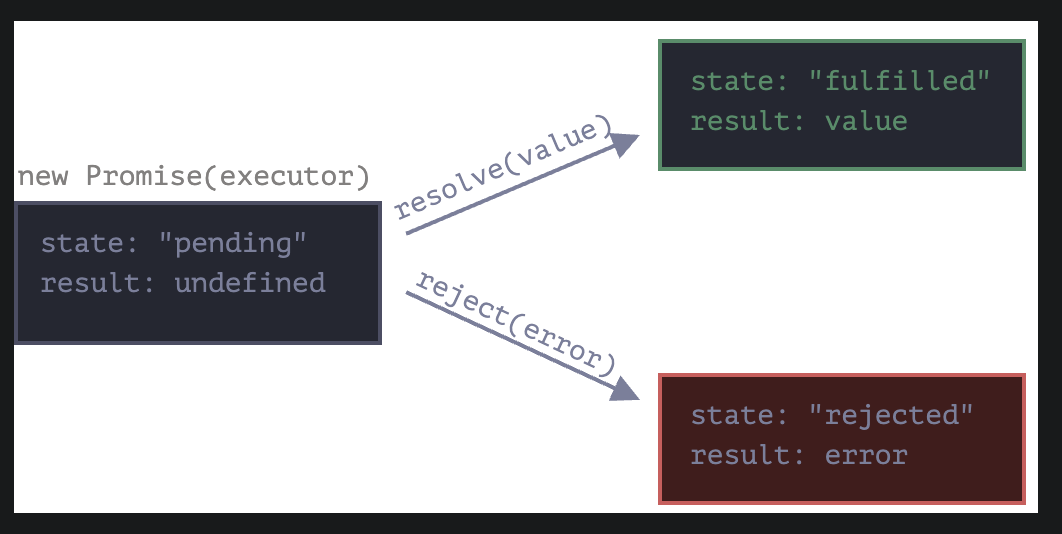 new Promise(executor)
state: "pending"
result: undefined
resolve(value)
reject(error)
state: "fulfilled"
result: value
state: "rejected"
result: error